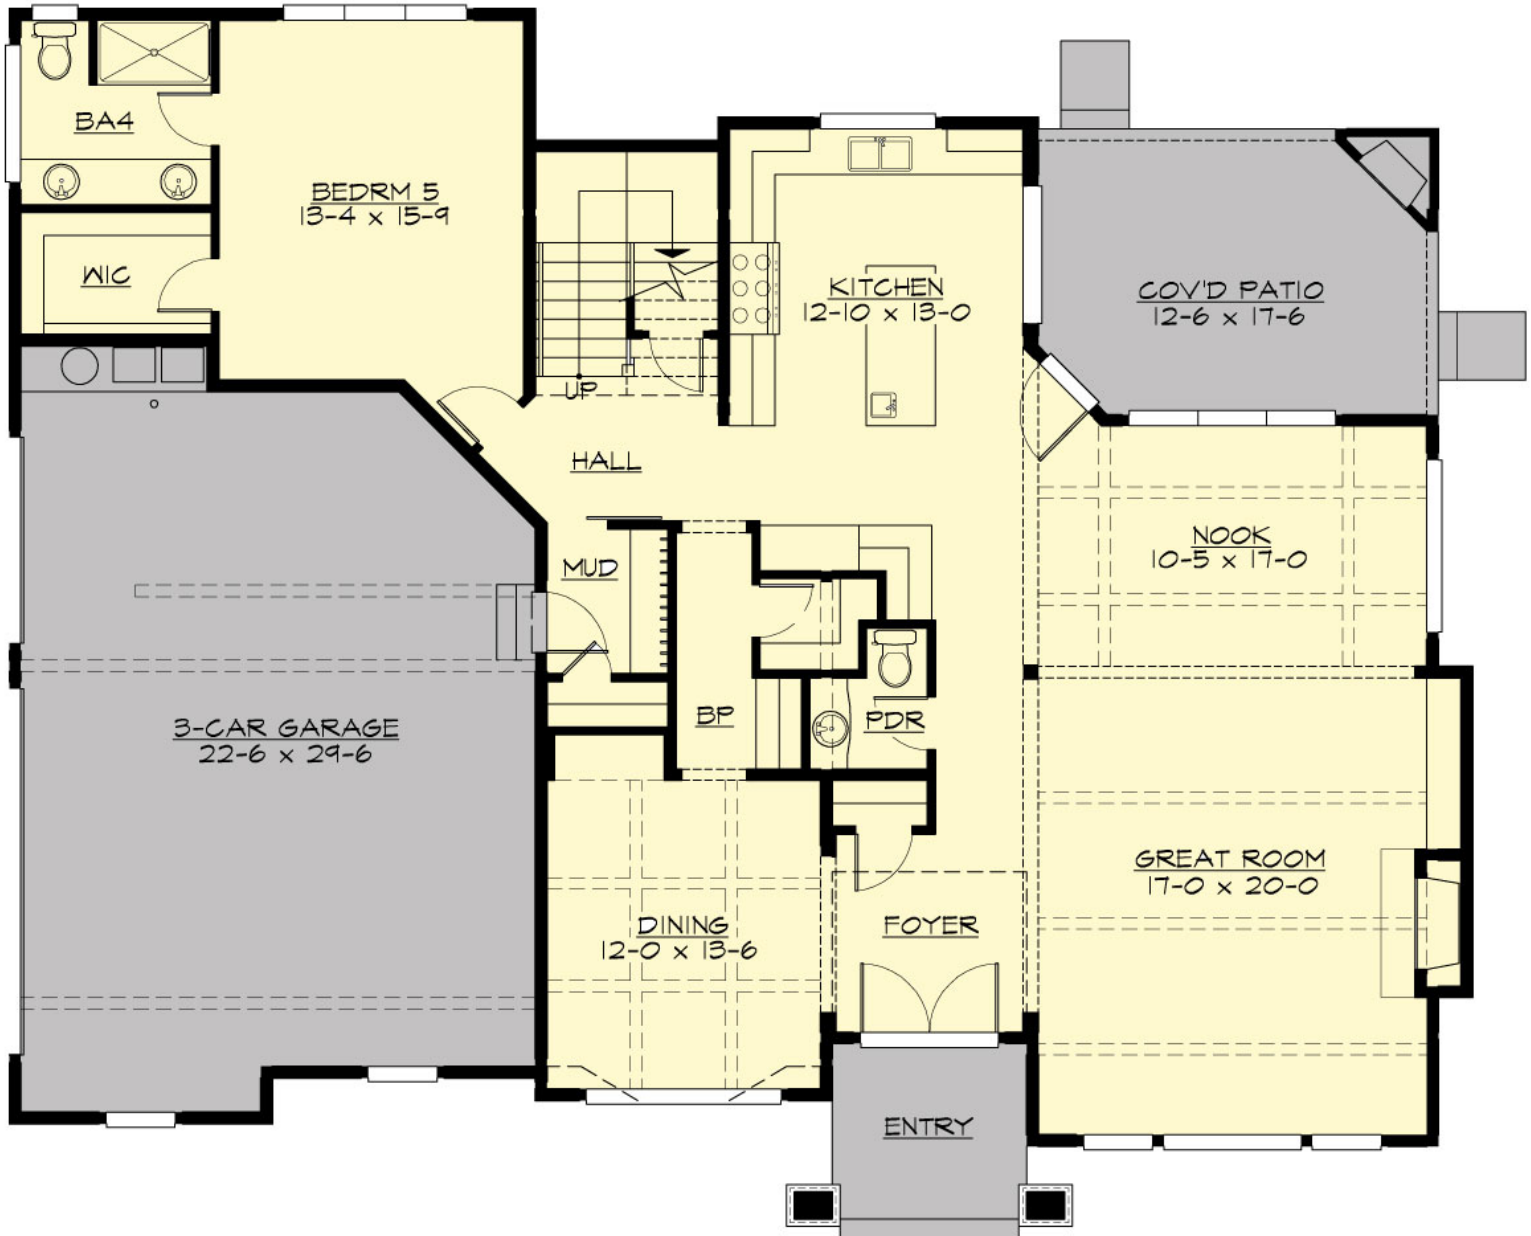 BA4
BEDRM 5
13-4 x 15-9
WIC
KITCHEN
12-10 x 13-0
COV'D PATIO
12-6 x 17-6
UP
HALL
NOOK
10-5 x 17-0
MUD
3-CAR GARAGE
22-6 x 29-6
BP
PDR
GREAT ROOM
17-0 x 20-0
DINING
12-0 x 13-6
FOYER
ENTRY